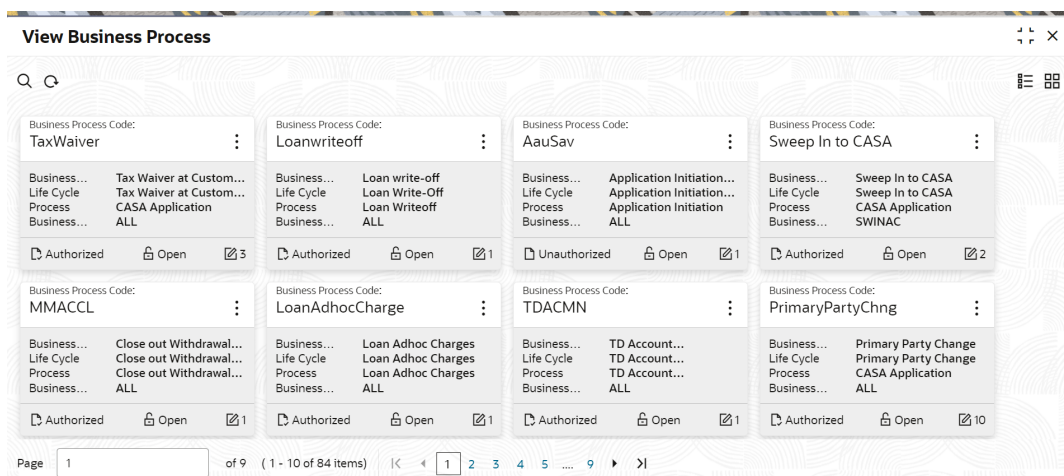 View Business Process
Business Process Code:
TaxWaiver
Business... Tax Waiver at Custom...
Life Cycle Tax Waiver at Custom...
Process CASA Application
Business... ALL
Authorized Open 3
Business Process Code:
Loanwriteoff
Business... Loan write-off
Life Cycle Loan Write-Off
Process Loan Writeoff
Business... ALL
Authorized Open 1
Business Process Code:
AauSav
Business... Application Initiation...
Life Cycle Application Initiation...
Process Application Initiation
Business... ALL
Unauthorized Open 1
Business Process Code:
Sweep In to CASA
Business... Sweep In to CASA
Life Cycle Sweep In to CASA
Process CASA Application
Business... SWINAC
Authorized Open 2
Business Process Code:
MMACCL
Business... Close out Withdrawal...
Life Cycle Close out Withdrawal...
Process Close out Withdrawal...
Business... ALL
Authorized Open 1
Business Process Code:
LoanAdhocCharge
Business... Loan Adhoc Charges
Life Cycle Loan Adhoc Charges
Process Loan Adhoc Charges
Business... ALL
Authorized Open 1
Business Process Code:
TDACMN
Business... TD Account...
Life Cycle TD Account...
Process TD Account...
Business... ALL
Authorized Open 1
Business Process Code:
PrimaryPartyChng
Business... Primary Party Change
Life Cycle Primary Party Change
Process CASA Application
Business... ALL
Authorized Open 10
Page 1 of 9 (1 - 10 of 84 items) 1 2 3 4 5 .... 9